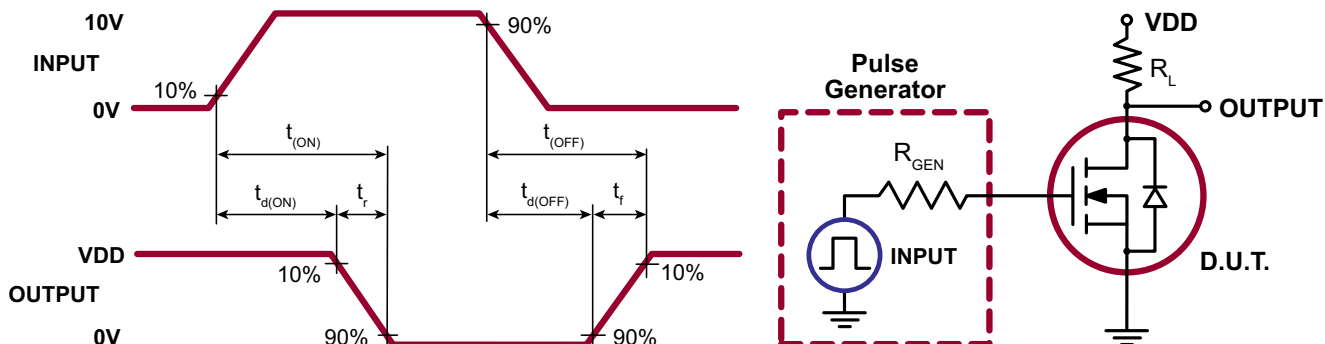 10V
INPUT
10%
0V
90%
t(ON)
t(OFF)
td(ON)
tr
td(OFF)
tf
VDD
OUTPUT
0V
10%
90%
90%
10%
Pulse
Generator
RGEN
INPUT
VDD
RL
OUTPUT
D.U.T.